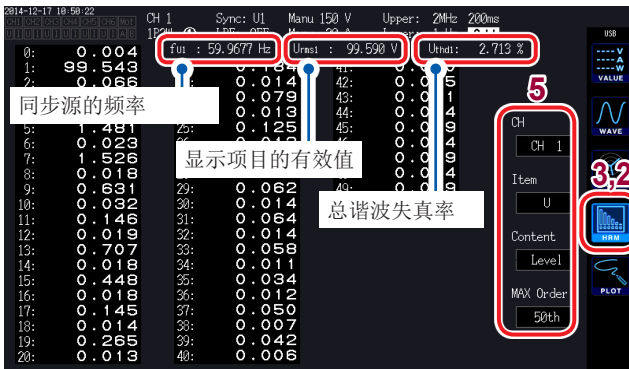 2014-12-17 10:50:22
CH 1 Sync: U1 Manu 150 V Upper: 2MHz 200ms
CH1 CH2 CH3 CH4 CH5 CH6 Mot
U I U I U I U I U I U I A B
USB
fU1 : 59.9677 Hz Urms1 : 99.590 V Uthd1: 2.713 %
0: 0.004
1: 99.543
2: 0.066
42:
43:
44:
VALUE
同步源的频率
5: 1.481 25: 0.125 45:
6: 0.023
7: 1.526
8: 0.018
显示项目的有效值
9: 0.631 29: 0.062 49:
10: 0.032 30: 0.014
11: 0.146 31: 0.064
12: 0.019 32: 0.014
总谐波失真率
13: 0.707 33: 0.058
14: 0.018 34: 0.011
15: 0.448 35: 0.034
16: 0.018 36: 0.012
17: 0.145 37: 0.050
18: 0.014 38: 0.007
19: 0.265 39: 0.042
20: 0.013 40: 0.006
5
CH
CH 1
Item
U
Content
Level
MAX Order
50th
WAVE
3,2
HRM
PLOT